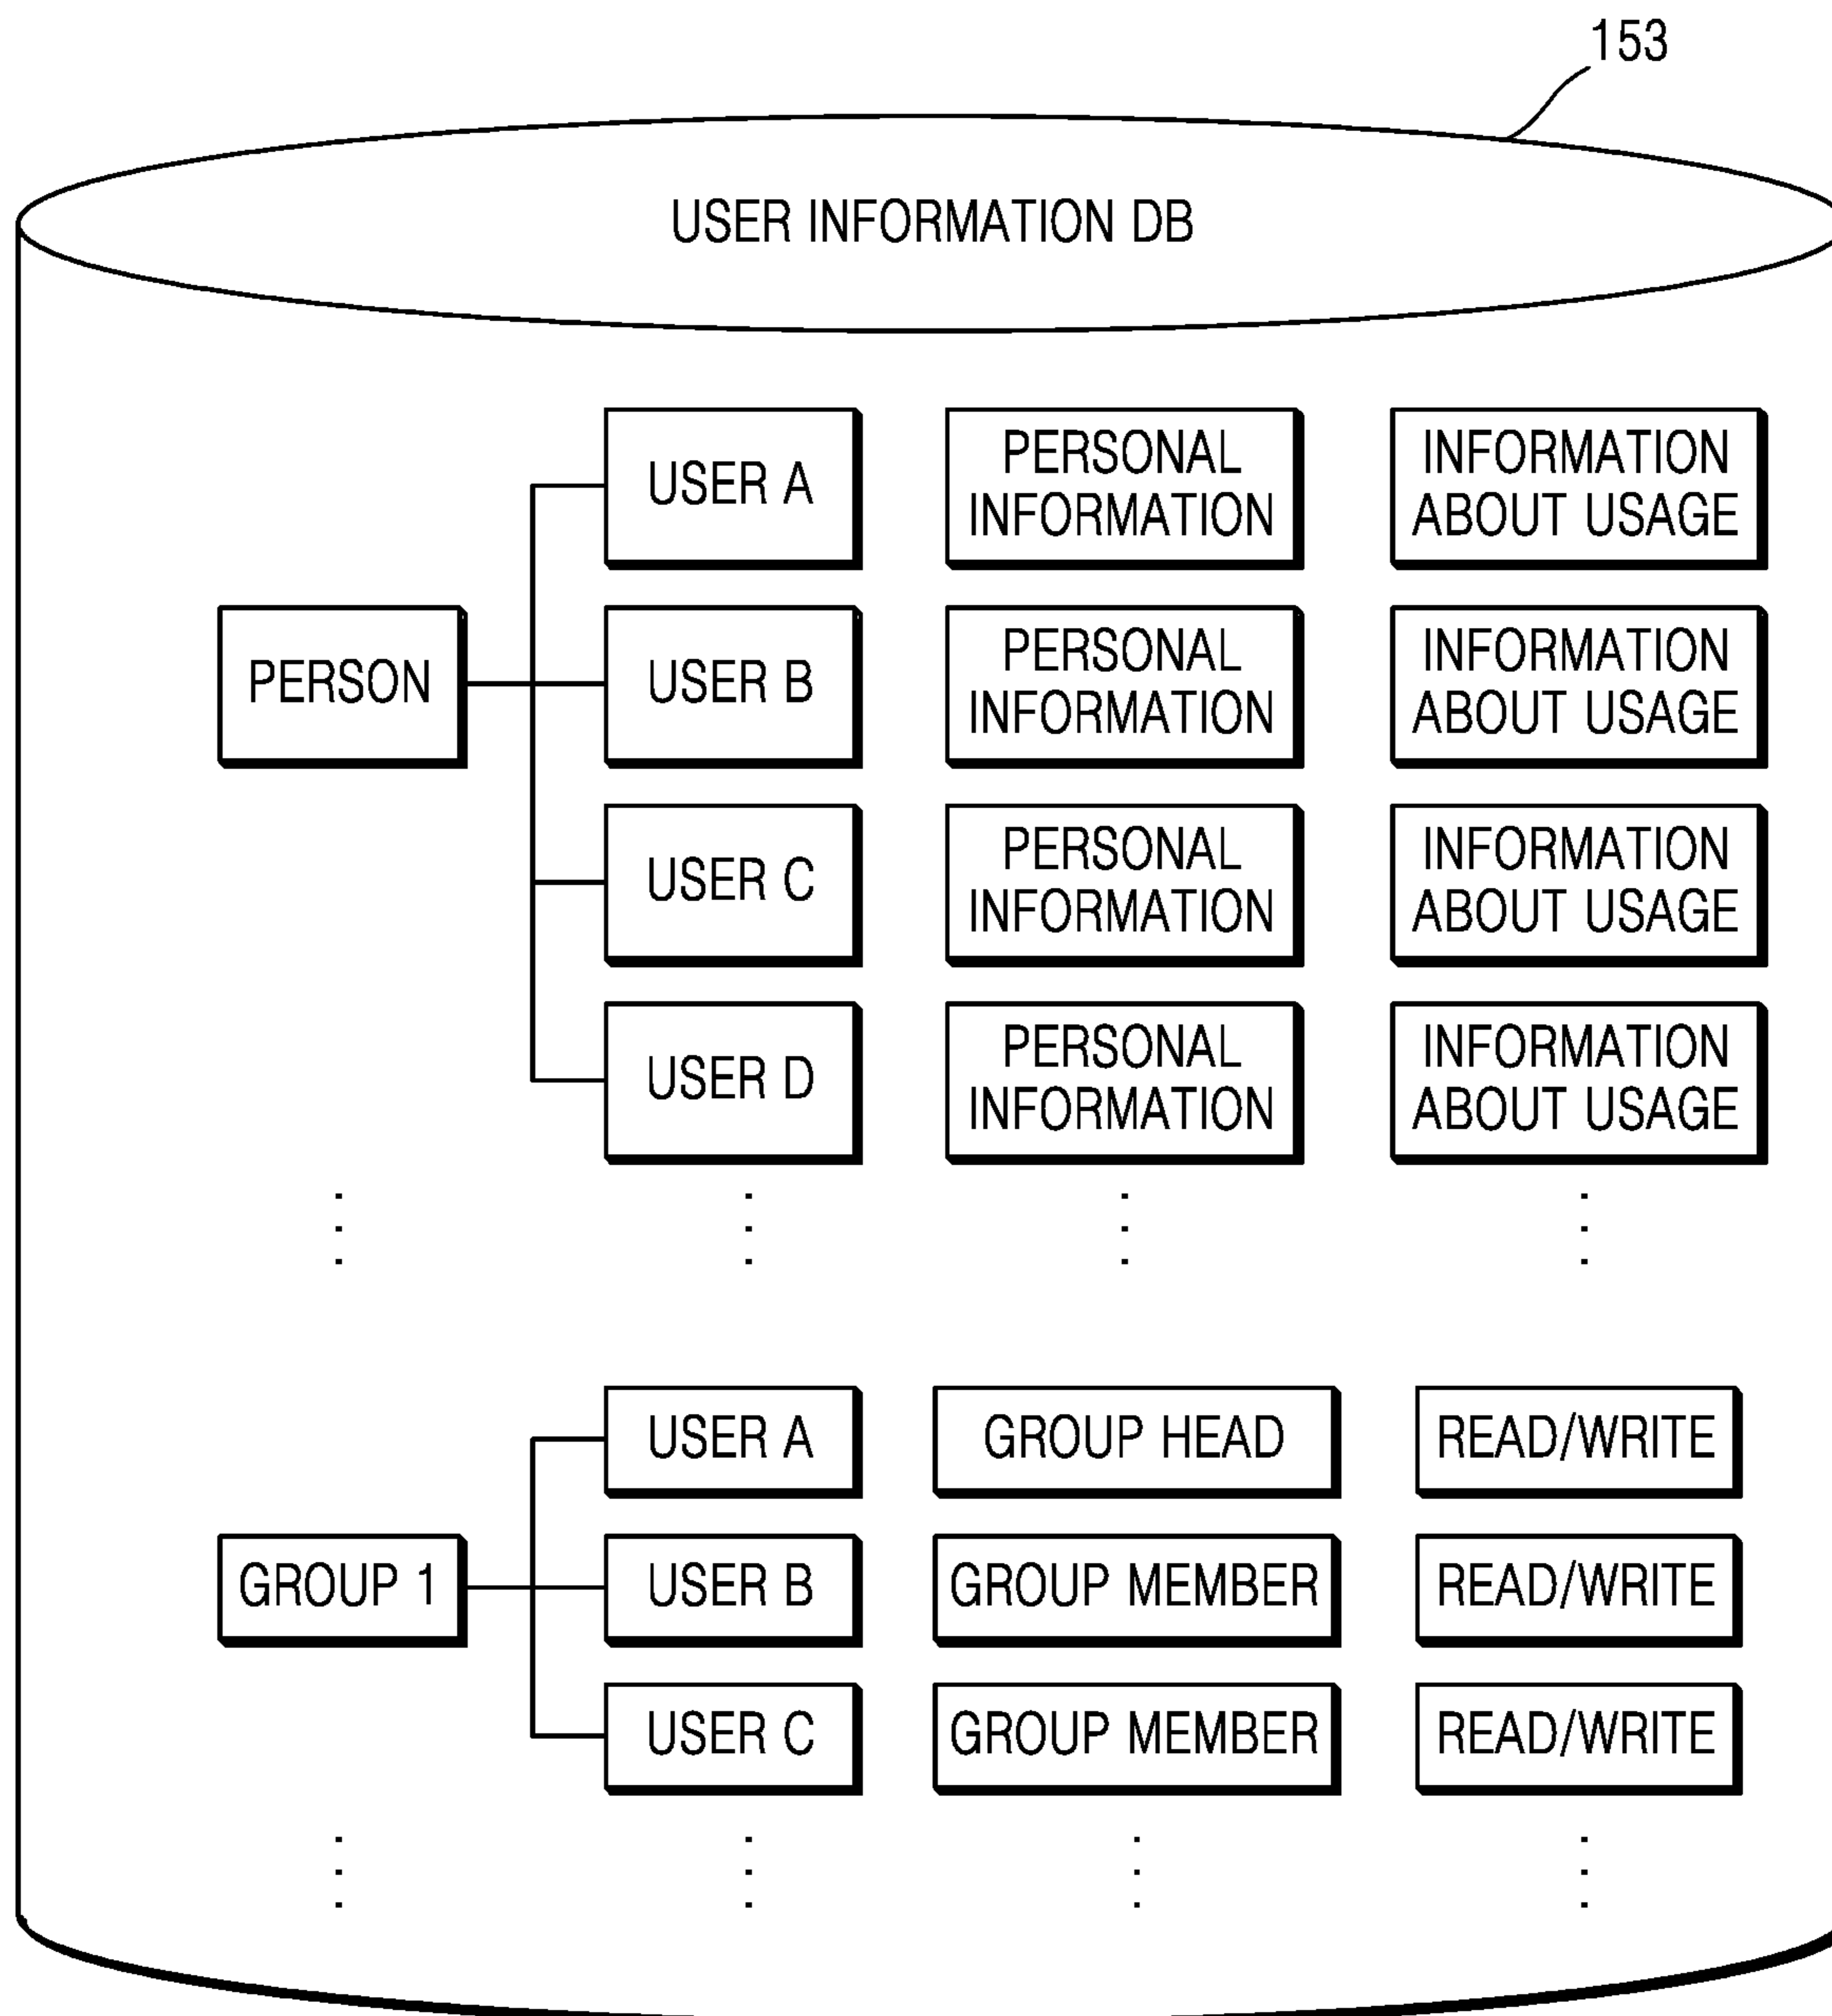 153
USER INFORMATION DB
USER A
PERSONAL
INFORMATION
INFORMATION
ABOUT USAGE
PERSON
USER B
PERSONAL
INFORMATION
INFORMATION
ABOUT USAGE
USER C
PERSONAL
INFORMATION
INFORMATION
ABOUT USAGE
USER D
PERSONAL
INFORMATION
INFORMATION
ABOUT USAGE
USER A
GROUP HEAD
READ/WRITE
GROUP 1
USER B
GROUP MEMBER
READ/WRITE
USER C
GROUP MEMBER
READ/WRITE